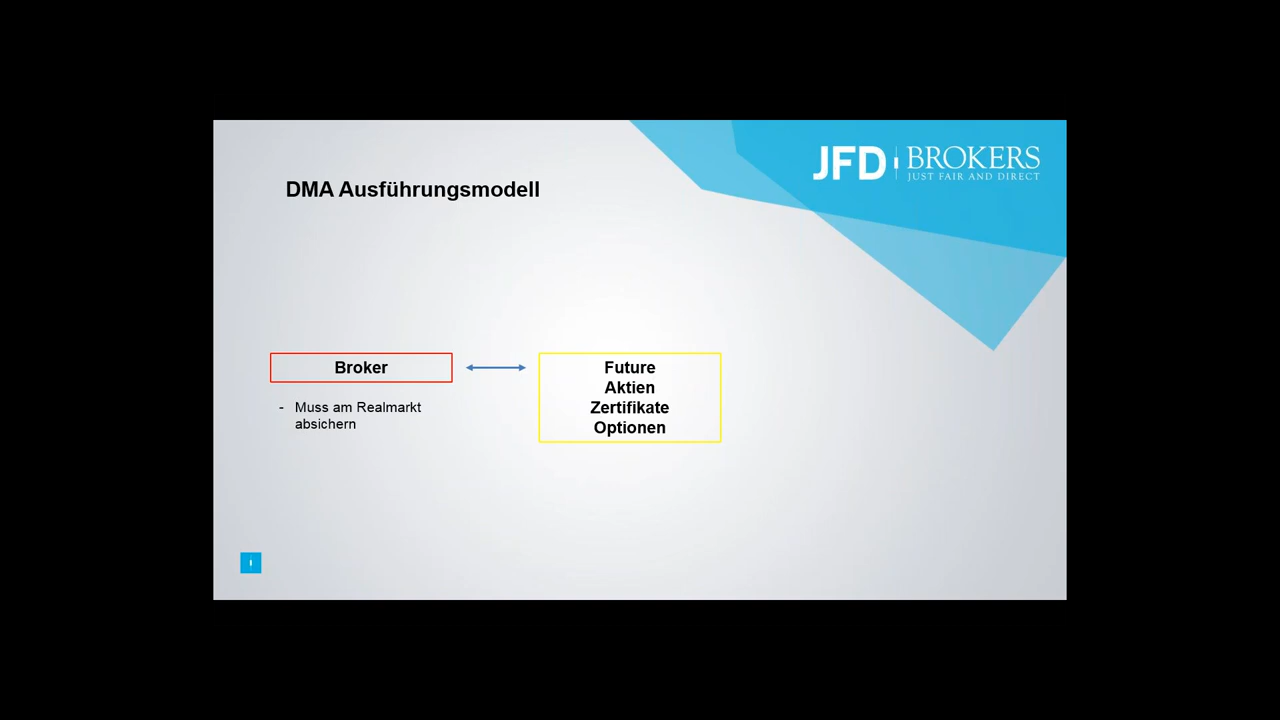 JFD BROKERS
JUST FAIR AND DIRECT
DMA Ausführungsmodell
Broker
- Muss am Realmarkt
absichern
Future
Aktien
Zertifikate
Optionen